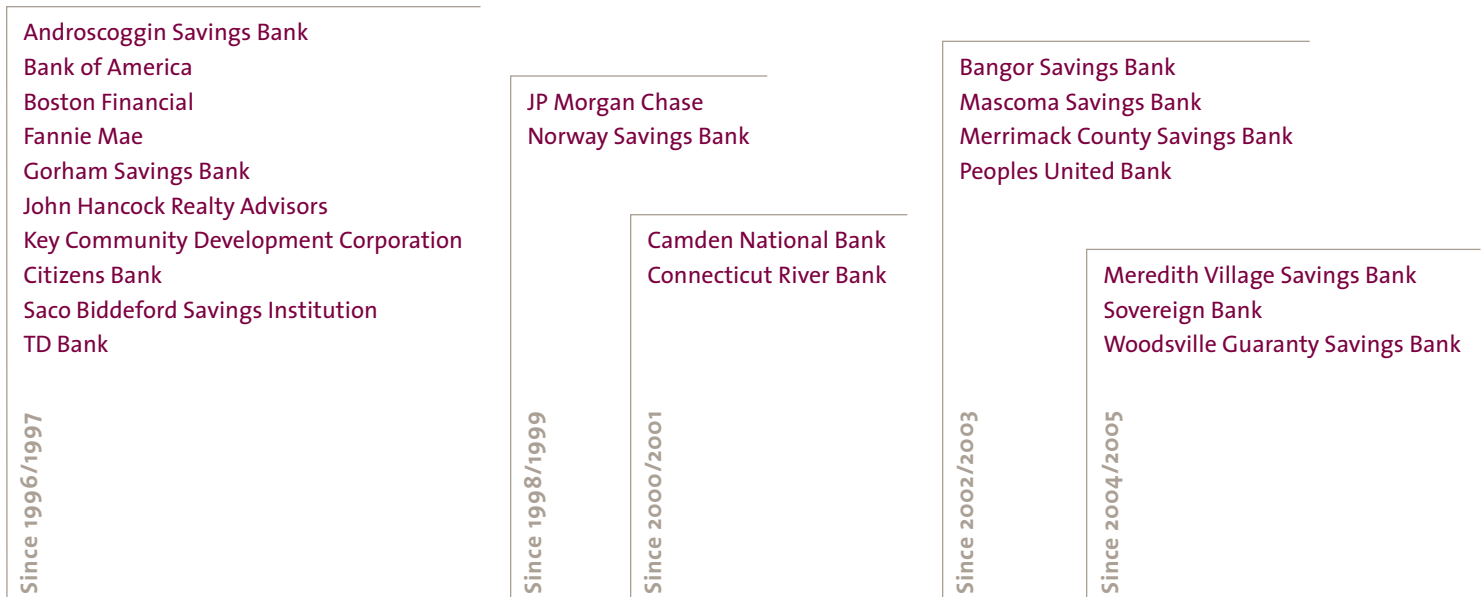 Androscoggin Savings Bank
Bank of America
Boston Financial
Fannie Mae
Gorham Savings Bank
John Hancock Realty Advisors
Key Community Development Corporation
Citizens Bank
Saco Biddeford Savings Institution
TD Bank
Since 1996/1997
JP Morgan Chase
Norway Savings Bank
Since 1998/1999
Camden National Bank
Connecticut River Bank
Since 2000/2001
Bangor Savings Bank
Mascoma Savings Bank
Merrimack County Savings Bank
Peoples United Bank
Since 2002/2003
Meredith Village Savings Bank
Sovereign Bank
Woodsville Guaranty Savings Bank
Since 2004/2005